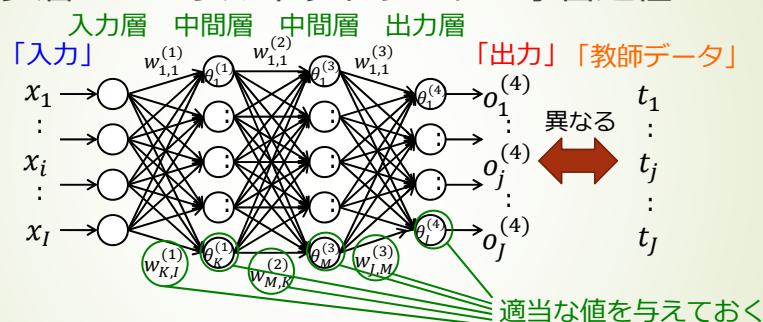 入力層 中間層 中間層 出力層
「入力」 w_{1,1}^{(1)} w_{1,1}^{(2)} w_{1,1}^{(3)} 「出力」 「教師データ」
x_1 θ_1^{(1)} θ_1^{(3)} θ_1^{(4)} o_1^{(4)} t_1
: : : : : 異なる :
x_i : : : o_j^{(4)} t_j
: : : : :
x_I θ_K^{(1)} θ_M^{(3)} θ_J^{(4)} o_J^{(4)} t_J
w_{K,I}^{(1)} w_{M,K}^{(2)} w_{J,M}^{(3)}
適当な値を与えておく